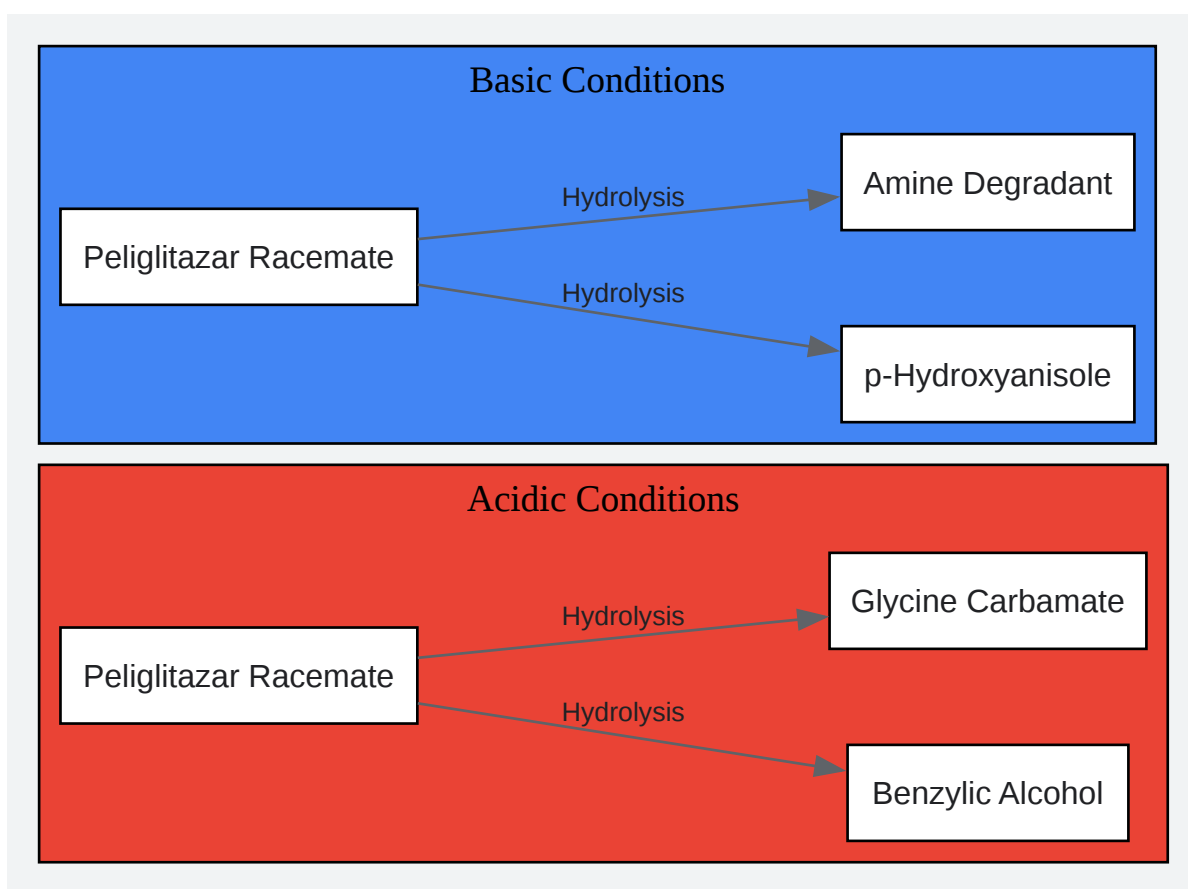 Basic Conditions
Peliglitazar Racemate
Hydrolysis
Amine Degradant
Hydrolysis
p-Hydroxyanisole
Acidic Conditions
Peliglitazar Racemate
Hydrolysis
Glycine Carbamate
Hydrolysis
Benzylic Alcohol